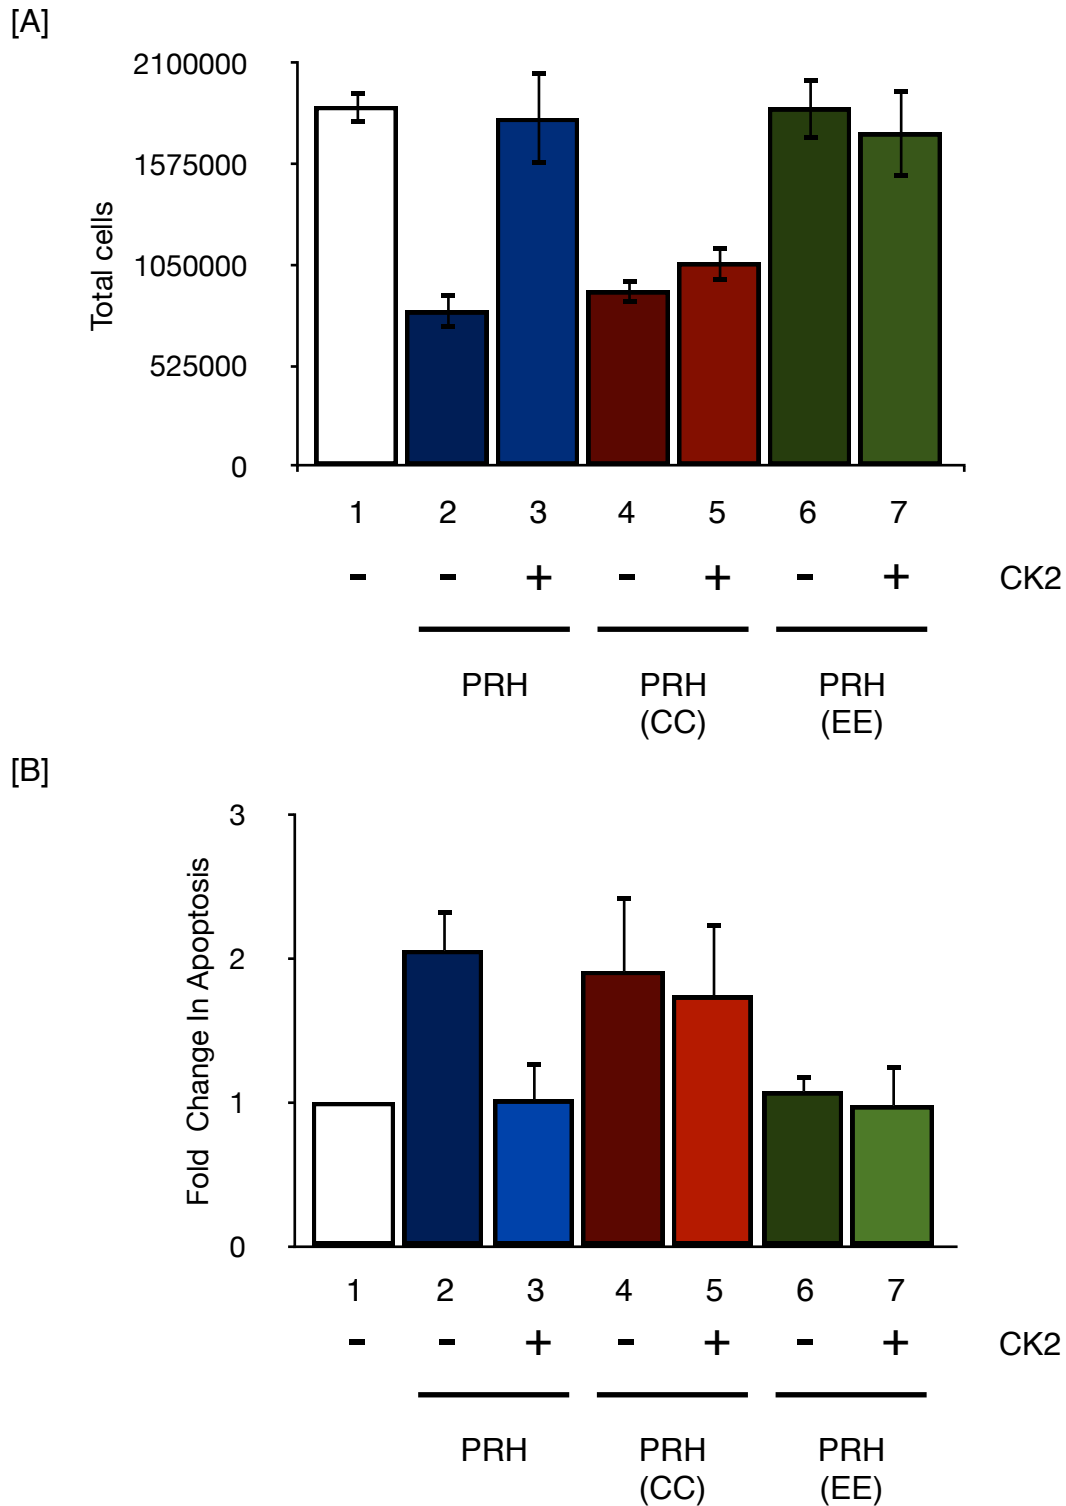 [A]
2100000
1575000
1050000
525000
0
Total cells
1 2 3 4 5 6 7
- - + - + - + CK2
PRH PRH PRH
(CC) (EE)
[B]
3
2
1
0
Fold Change In Apoptosis
1 2 3 4 5 6 7
- - + - + - + CK2
PRH PRH PRH
(CC) (EE)